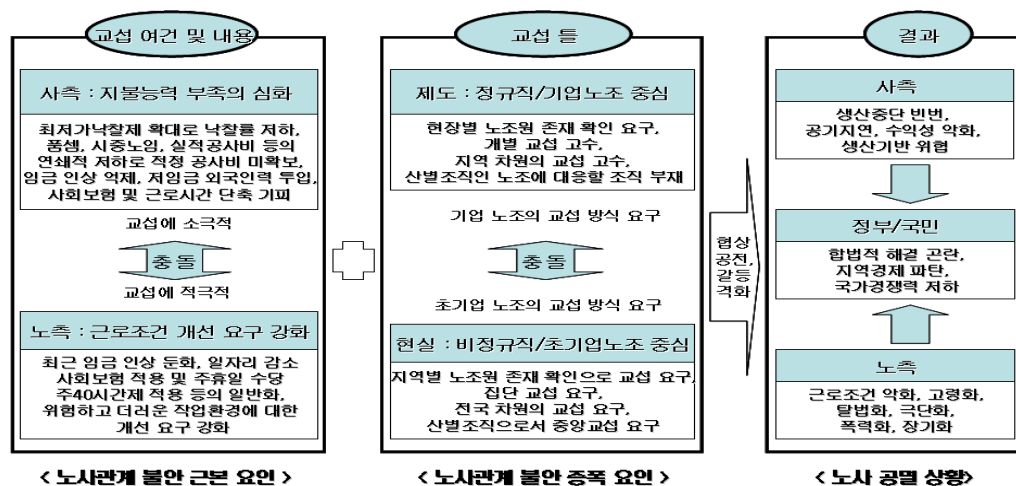 교섭 여건 및 내용
사측 : 지불능력 부족의 심화
최저가낙찰제 확대로 낙찰률 저하,
품셈, 시중노임, 실적공사비 등의
연쇄적 저하로 적정 공사비 미확보,
임금 인상 억제, 저임금 외국인력 투입,
사회보험 및 근로시간 단축 기피
교섭에 소극적
충돌
교섭에 적극적
노측 : 근로조건 개선 요구 강화
최근 임금 인상 둔화, 일자리 감소
사회보험 적용 및 주휴일 수당
주40시간제 적용 등의 일반화,
위험하고 더러운 작업환경에 대한
개선 요구 강화
< 노사관계 불안 근본 요인 >
교섭 틀
제도 : 정규직/기업노조 중심
현장별 노조원 존재 확인 요구,
개별 교섭 고수,
지역 차원의 교섭 고수,
산별조직인 노조에 대응할 조직 부재
기업 노조의 교섭 방식 요구
충돌
초기업 노조의 교섭 방식 요구
현실 : 비정규직/초기업노조 중심
지역별 노조원 존재 확인으로 교섭 요구,
집단 교섭 요구,
전국 차원의 교섭 요구,
산별조직으로서 중앙교섭 요구
< 노사관계 불안 증폭 요인 >
협상
공전,
갈등
격화
결과
사측
생산중단 빈번,
공기지연, 수익성 악화,
생산기반 위협
정부/국민
합법적 해결 곤란,
지역경제 파탄,
국가경쟁력 저하
노측
근로조건 악화, 고령화,
탈법화, 극단화,
폭력화, 장기화
< 노사 공멸 상황>